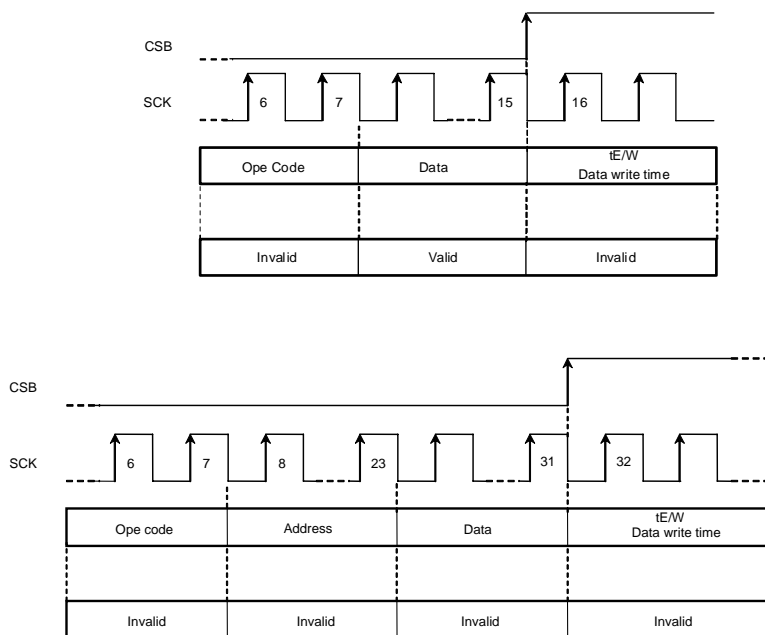 CSB
SCK
6 7 15 16
Ope Code Data tE/W
Data write time
Invalid Valid Invalid
CSB
SCK
6 7 8 23 31 32
Ope code Address Data tE/W
Data write time
Invalid Invalid Invalid Invalid